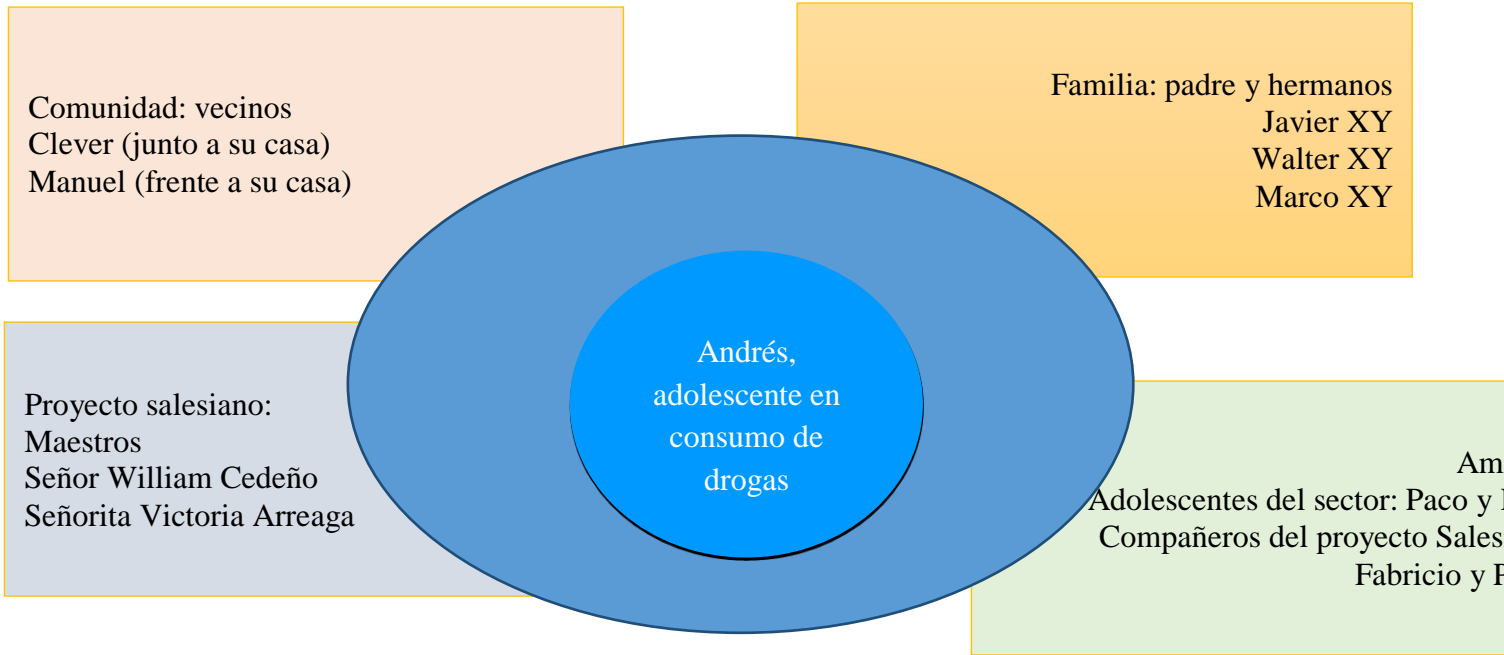 Comunidad: vecinos
Clever (junto a su casa)
Manuel (frente a su casa)
Familia: padre y hermanos
Javier XY
Walter XY
Marco XY
Andrés,
adolescente en
consumo de
drogas
Proyecto salesiano:
Maestros
Señor William Cedeño
Señorita Victoria Arreaga
Adolescentes del sector: Paco y
Compañeros del proyecto
Fabricio y